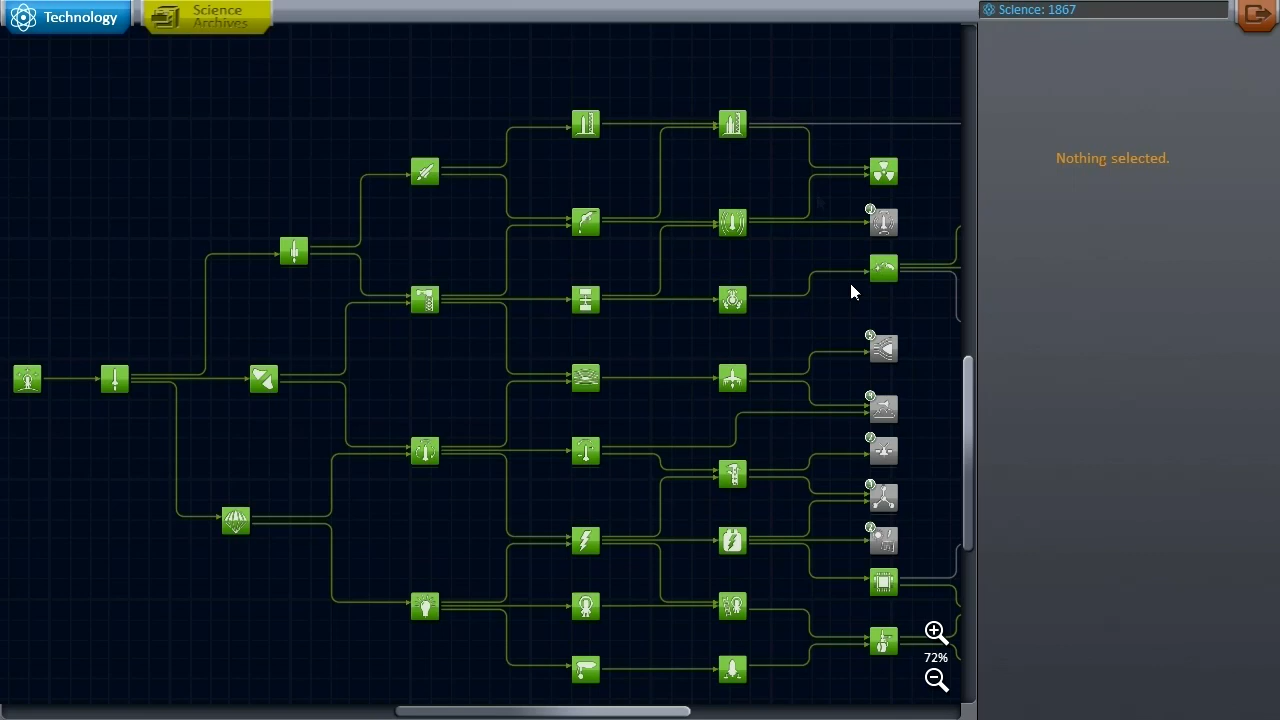 Technology
Science
Archives
Science: 1867
Nothing selected.
72%